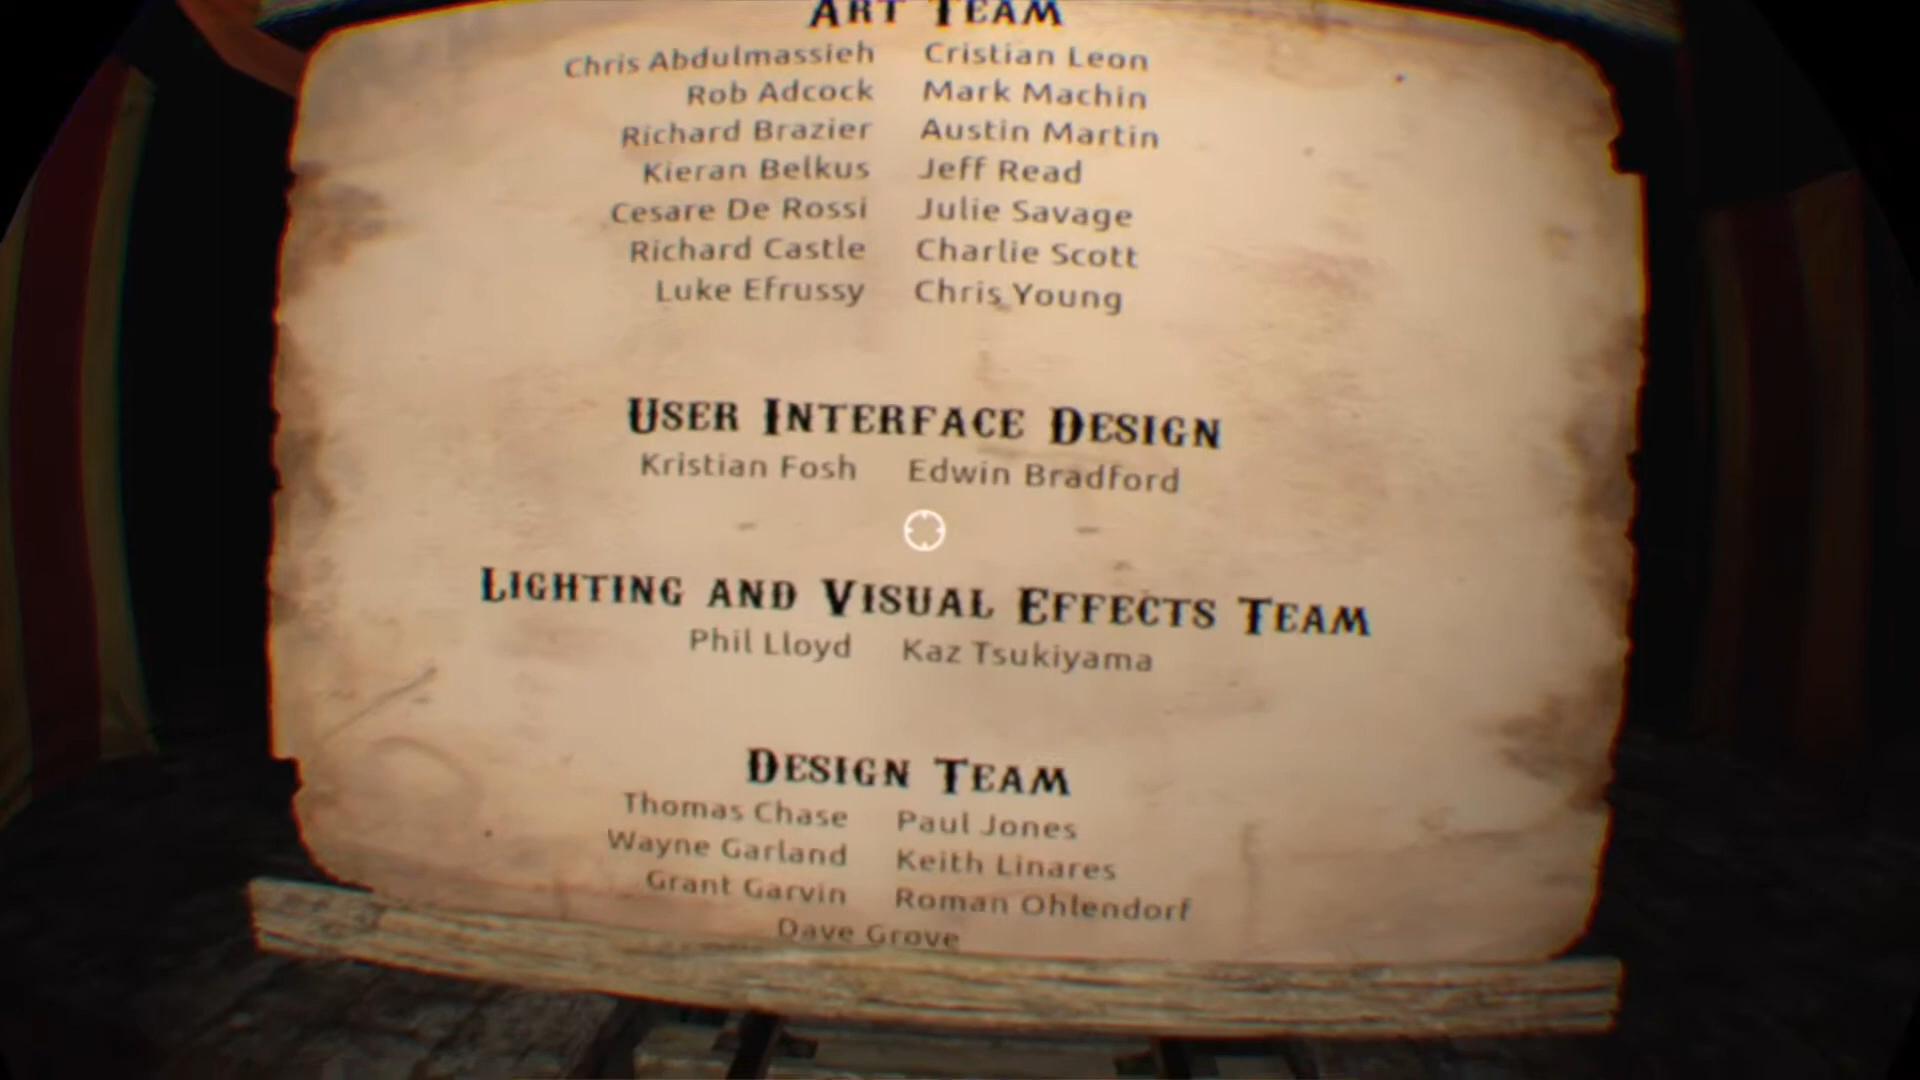 Art Team
Chris Abdulmassieh Cristian Leon
Rob Adcock Mark Machin
Richard Brazier Austin Martin
Kieran Belkus Jeff Read
Cesare De Rossi Julie Savage
Richard Castle Charlie Scott
Luke Efrussy Chris Young
User Interface Design
Kristian Fosh Edwin Bradford
Lighting and Visual Effects Team
Phil Lloyd Kaz Tsukiyama
Design Team
Thomas Chase Paul Jones
Wayne Garland Keith Linares
Grant Garvin Roman Ohlendorf
Dave Grove